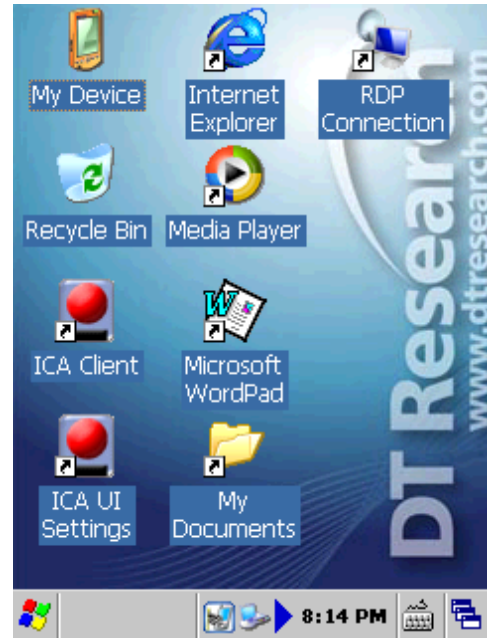 My Device
Internet
Explorer
RDP
Connection
Recycle Bin
Media Player
ICA Client
Microsoft
WordPad
ICA UI
Settings
My
Documents
DT Research
www.dtresearch.com
8:14 PM